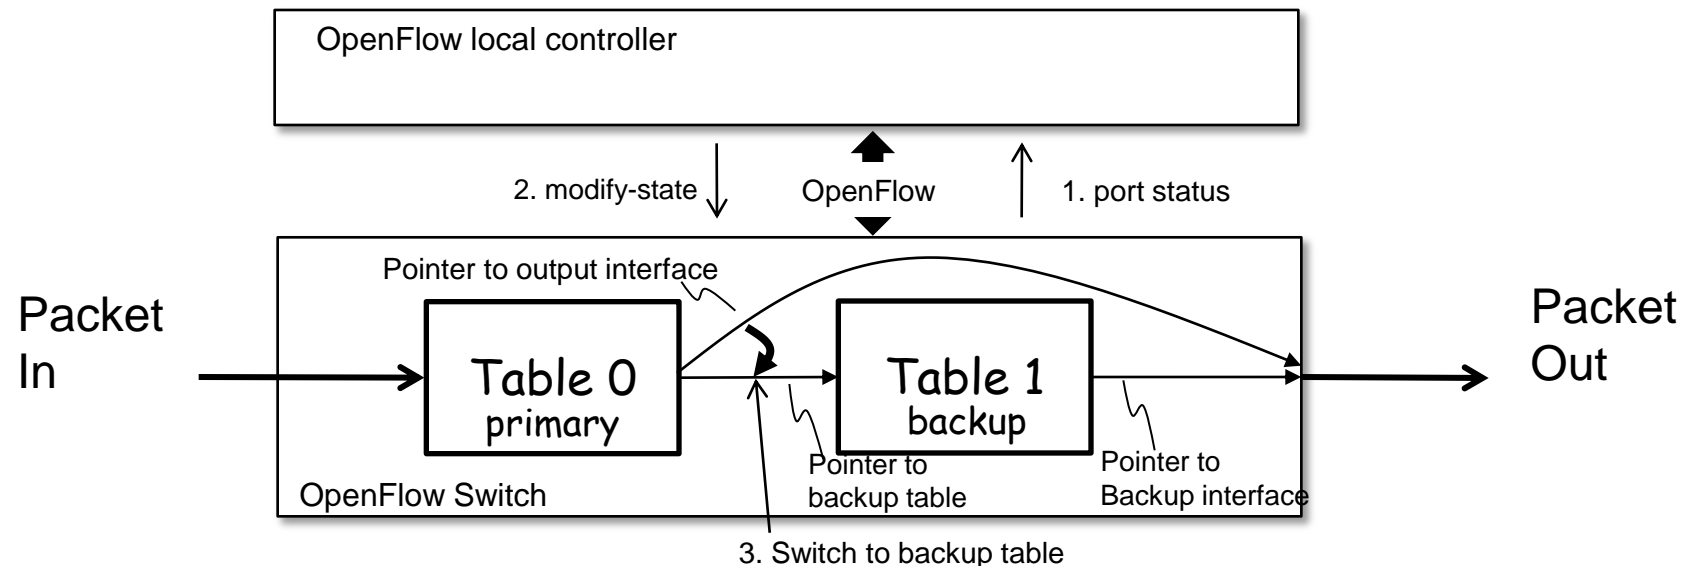 OpenFlow local controller
2. modify-state
OpenFlow
1. port status
Pointer to output interface
Packet
In
Table 0
primary
Table 1
backup
Packet
Out
Pointer to
backup table
Pointer to
Backup interface
OpenFlow Switch
3. Switch to backup table